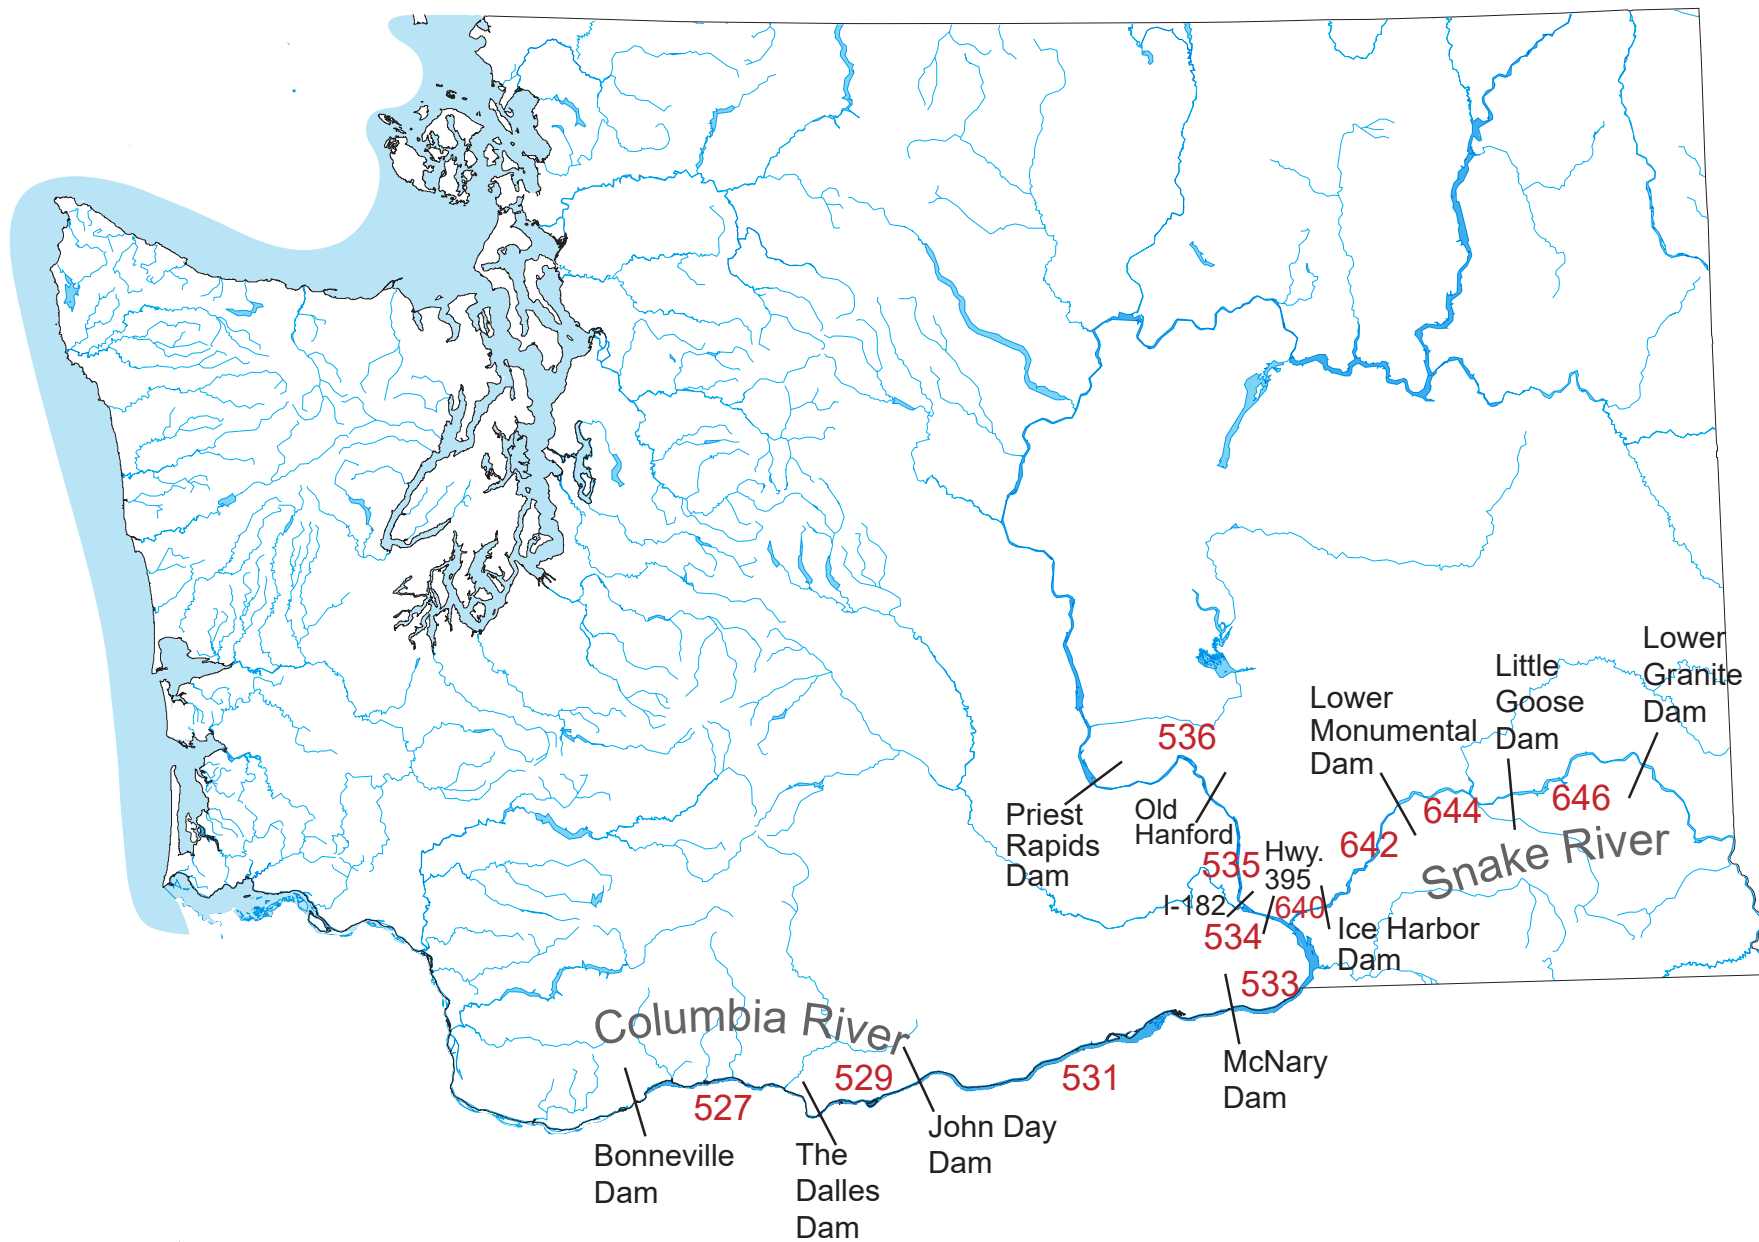 Lower
Granite
Dam
Little
Goose
Dam
Lower
Monumental
Dam
536
Priest
Rapids
Dam
Old
Hanford
535
Hwy.
395
I-182
640
534
533
642
644
646
Snake River
Ice Harbor
Dam
Columbia River
527
529
531
McNary
Dam
John Day
Dam
The
Dalles
Dam
Bonneville
Dam